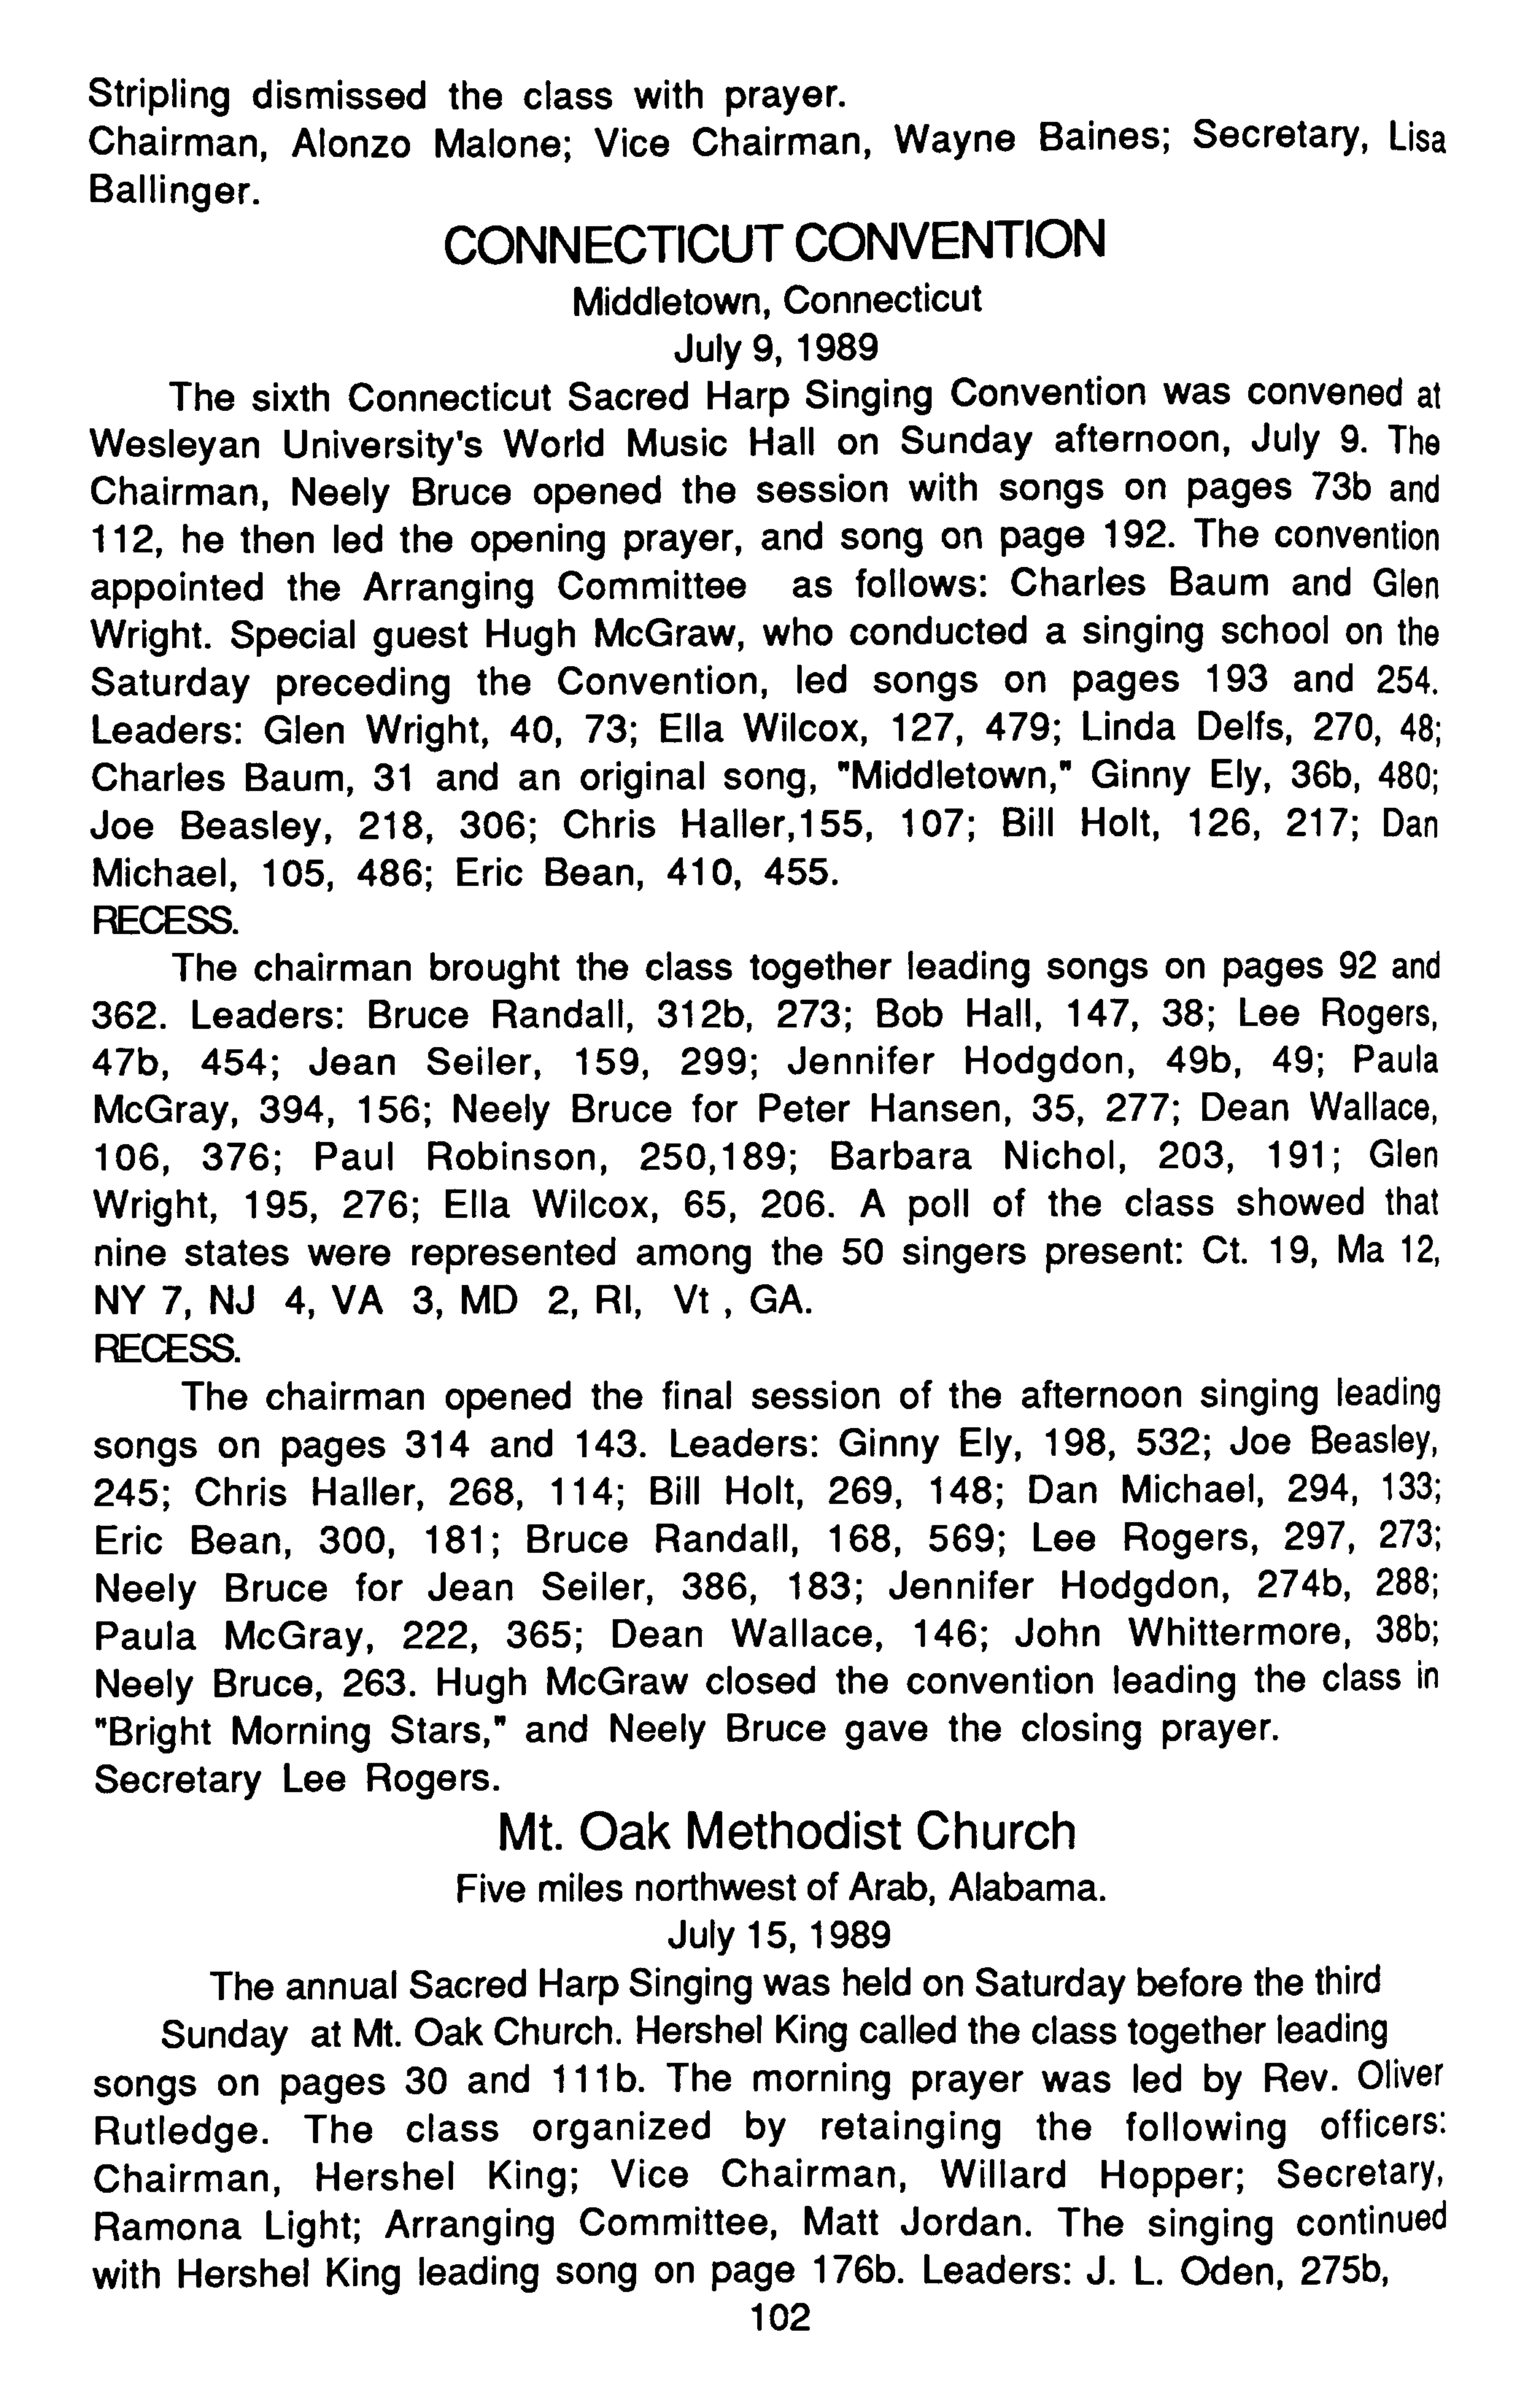 Stripling dismissed the class with prayer.
Chairman, Alonzo Malone; Vice Chairman, Wayne Baines; Secretary, Lisa
Ballinger.
CONNECTICUT CONVENTION
Middletown, Connecticut
July 9, 1989
The sixth Connecticut Sacred Harp Singing Convention was convened at
Wesleyan University's World Music Hall on Sunday afternoon, July 9. The
Chairman, Neely Bruce opened the session with songs on pages 73b and
112, he then led the opening prayer, and song on page 192. The convention
appointed the Arranging Committee as follows: Charles Baum and Glen
Wright. Special guest Hugh McGraw, who conducted a singing school on the
Saturday preceding the Convention, led songs on pages 193 and 254.
Leaders: Glen Wright, 40, 73; Ella Wilcox, 127, 479; Linda Delfs, 270, 48;
Charles Baum, 31 and an original song, "Middletown," Ginny Ely, 36b, 480;
Joe Beasley, 218, 306; Chris Haller,155, 107; Bill Holt, 126, 217; Dan
Michael, 105, 486; Eric Bean, 410, 455.
RECESS.
The chairman brought the class together leading songs on pages 92 and
362. Leaders: Bruce Randall, 312b, 273; Bob Hall, 147, 38; Lee Rogers,
47b, 454; Jean Seiler, 159, 299; Jennifer Hodgdon, 49b, 49; Paula
McGray, 394, 156; Neely Bruce for Peter Hansen, 35, 277; Dean Wallace,
106, 376; Paul Robinson, 250,189; Barbara Nichol, 203, 191; Glen
Wright, 195, 276; Ella Wilcox, 65, 206. A poll of the class showed that
nine states were represented among the 50 singers present: Ct. 19, Ma 12,
NY 7, NJ 4, VA 3, MD 2, RI, Vt , GA.
RECESS.
The chairman opened the final session of the afternoon singing leading
songs on pages 314 and 143. Leaders: Ginny Ely, 198, 532; Joe Beasley,
245; Chris Haller, 268, 114; Bill Holt, 269, 148; Dan Michael, 294, 133;
Eric Bean, 300, 181; Bruce Randall, 168, 569; Lee Rogers, 297, 273;
Neely Bruce for Jean Seiler, 386, 183; Jennifer Hodgdon, 274b, 288;
Paula McGray, 222, 365; Dean Wallace, 146; John Whittermore, 38b;
Neely Bruce, 263. Hugh McGraw closed the convention leading the class in
"Bright Morning Stars," and Neely Bruce gave the closing prayer.
Secretary Lee Rogers.
Mt. Oak Methodist Church
Five miles northwest of Arab, Alabama.
July 15, 1989
The annual Sacred Harp Singing was held on Saturday before the third
Sunday at Mt. Oak Church. Hershel King called the class together leading
songs on pages 30 and 111b. The morning prayer was led by Rev. Oliver
Rutledge. The class organized by retainging the following officers:
Chairman, Hershel King; Vice Chairman, Willard Hopper; Secretary,
Ramona Light; Arranging Committee, Matt Jordan. The singing continued
with Hershel King leading song on page 176b. Leaders: J. L. Oden, 275b,
102